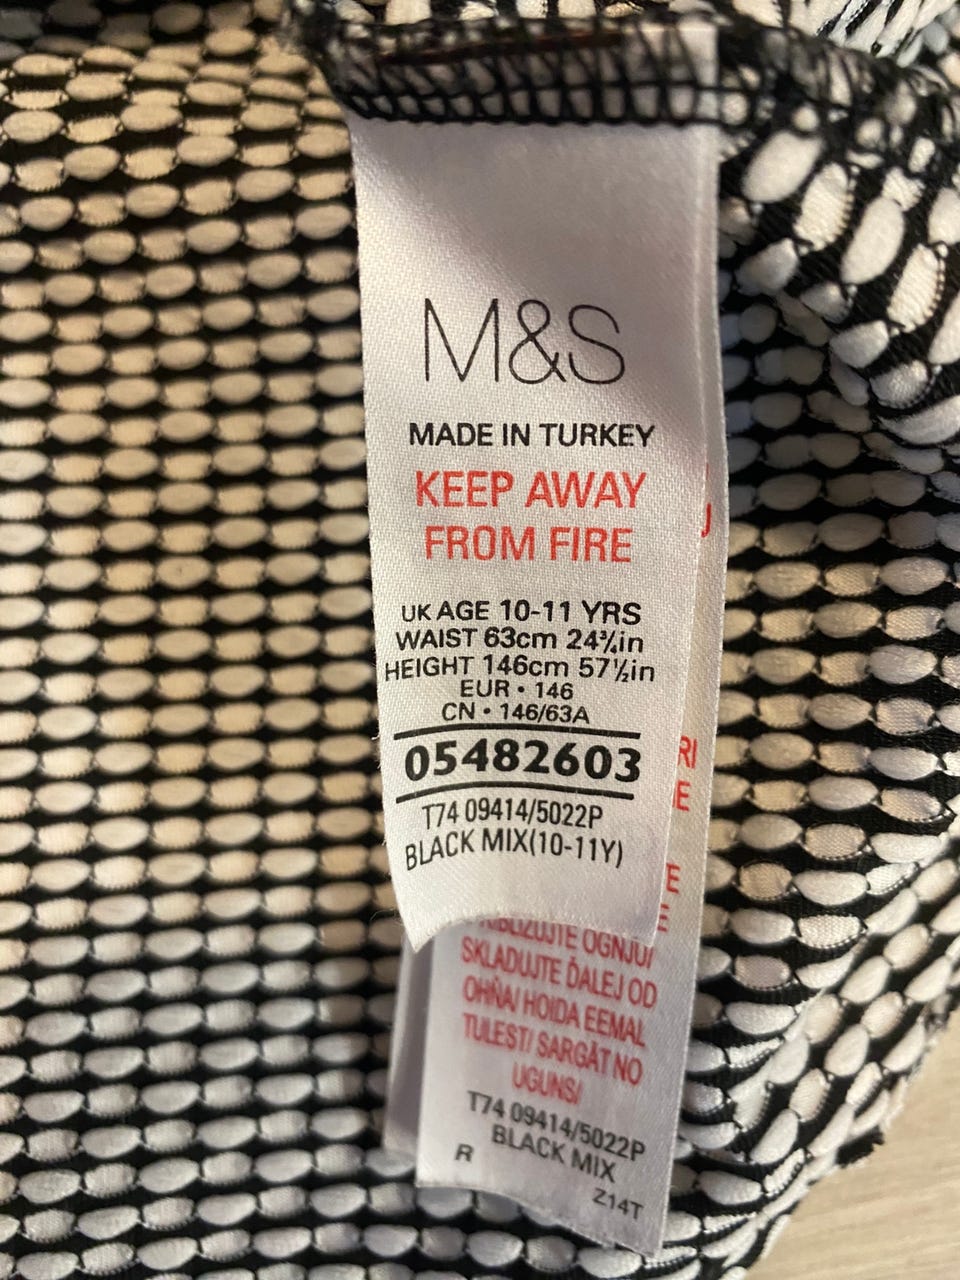 M&S
MADE IN TURKEY
KEEP AWAY
FROM FIRE
UK AGE 10-11 YRS
WAIST 63cm 24¾in
HEIGHT 146cm 57½in
EUR • 146
CN • 146/63A
05482603
T74 09414/5022P
BLACK MIX(10-11Y)
OGNJU/
SKLADUJTE ĎALEJ OD
OHŇA/ HOIDA EEMAL
TULEST/ SARGĀT NO
UGUNS/
T74 09414/5022P
BLACK MIX
R
Z14T